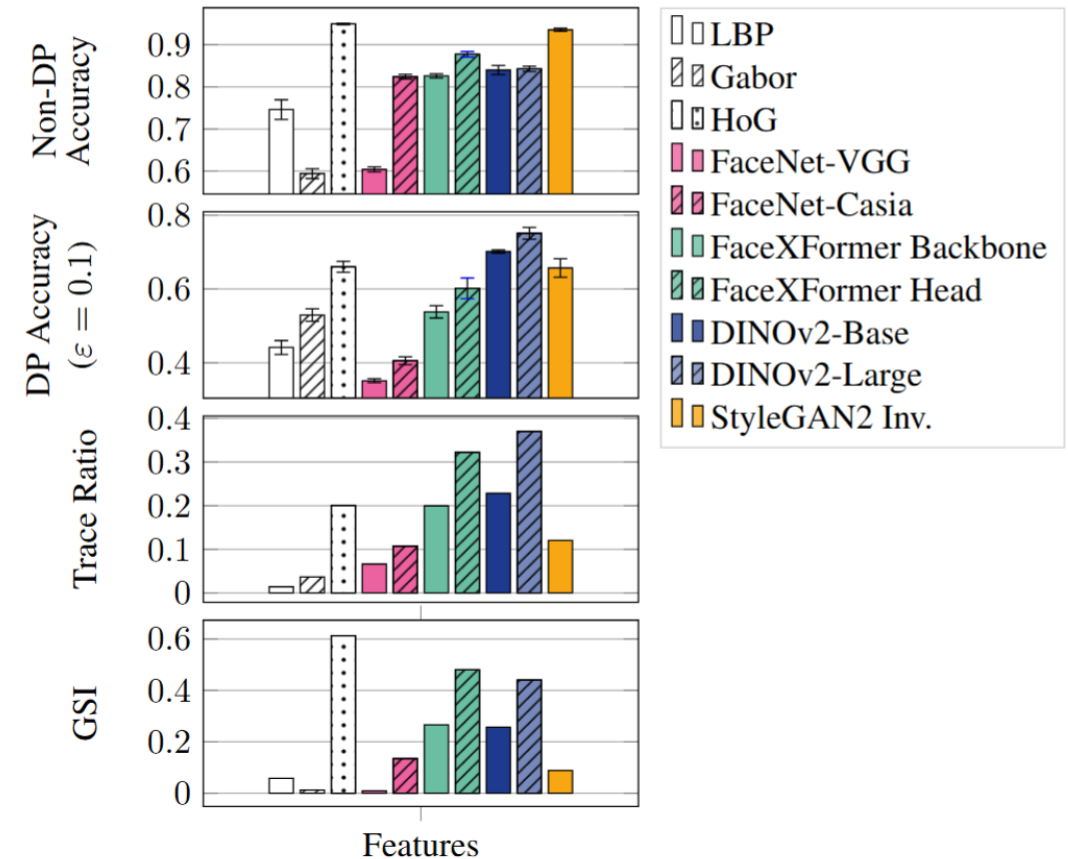 Non-DP
Accuracy
0.9
0.8
0.7
0.6
DP Accuracy
(ε = 0.1)
0.8
0.6
0.4
Trace Ratio
0.4
0.3
0.2
0.1
0
GSI
0.6
0.4
0.2
0
Features
LBP
Gabor
HoG
FaceNet-VGG
FaceNet-Casia
FaceXFormer Backbone
FaceXFormer Head
DINOv2-Base
DINOv2-Large
StyleGAN2 Inv.